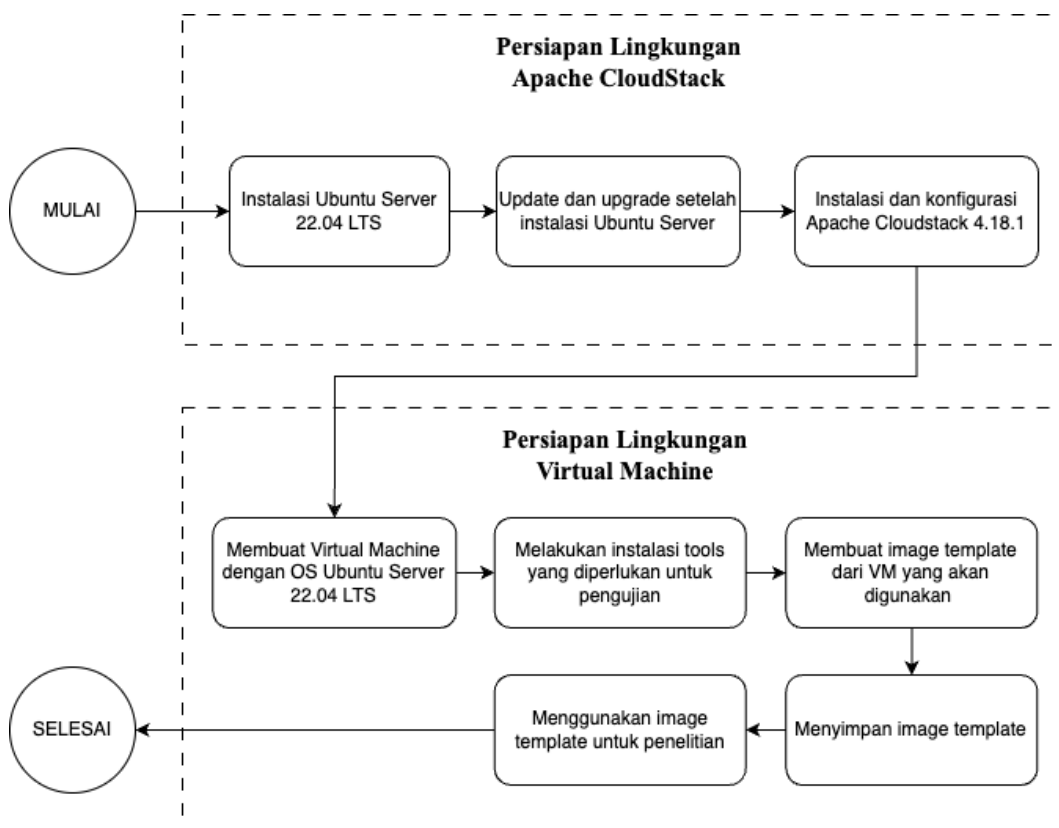 Persiapan Lingkungan
Apache CloudStack
MULAI
Instalasi Ubuntu Server
22.04 LTS
Update dan upgrade setelah
instalasi Ubuntu Server
Instalasi dan konfigurasi
Apache Cloudstack 4.18.1
Persiapan Lingkungan
Virtual Machine
Membuat Virtual Machine
dengan OS Ubuntu Server
22.04 LTS
Melakukan instalasi tools
yang diperlukan untuk
pengujian
Membuat image template
dari VM yang akan
digunakan
Menyimpan image template
Menggunakan image
template untuk penelitian
SELESAI